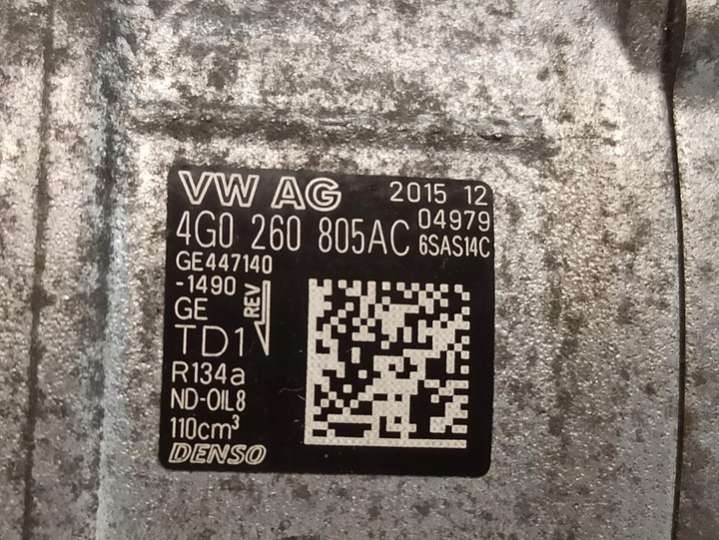 VW AG 2015 12
04979
4G0 260 805AC 6SAS14C
GE447140
-1490
GE REV
TD1
R134a
ND-OIL8
110cm³
DENSO